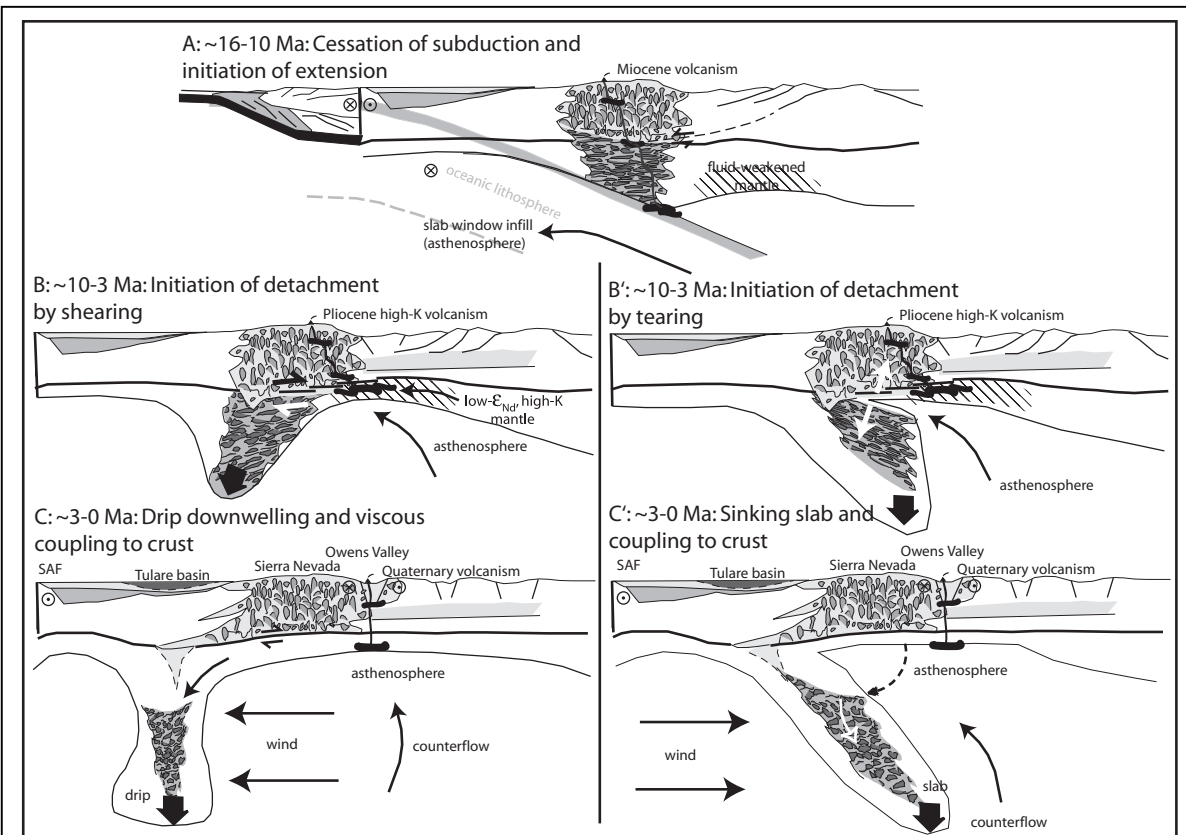 A: ~16-10 Ma: Cessation of subduction and
initiation of extension
Miocene volcanism
fluid-weakened
mantle
oceanic lithosphere
slab window infill
(asthenosphere)
B: ~10-3 Ma: Initiation of detachment
by shearing
Pliocene high-K volcanism
low-εNd, high-K
mantle
asthenosphere
B': ~10-3 Ma: Initiation of detachment
by tearing
Pliocene high-K volcanism
asthenosphere
C: ~3-0 Ma: Drip downwelling and viscous
coupling to crust
SAF
Tulare basin
Sierra Nevada
Owens Valley
Quaternary volcanism
asthenosphere
wind
counterflow
drip
C': ~3-0 Ma: Sinking slab and
coupling to crust
SAF
Tulare basin
Sierra Nevada
Owens Valley
Quaternary volcanism
asthenosphere
wind
slab
counterflow